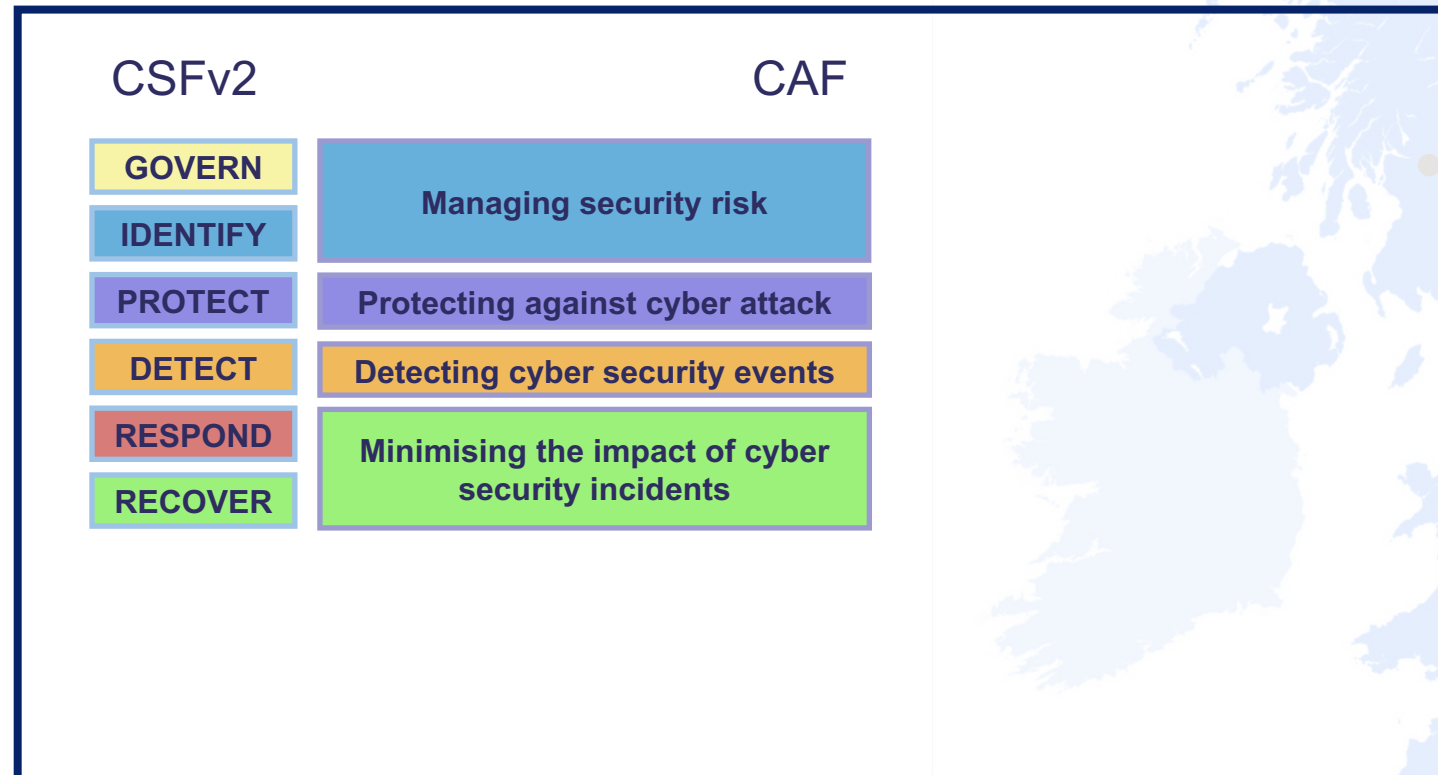 CSFv2
CAF
GOVERN
IDENTIFY
PROTECT
DETECT
RESPOND
RECOVER
Managing security risk
Protecting against cyber attack
Detecting cyber security events
Minimising the impact of cyber
security incidents